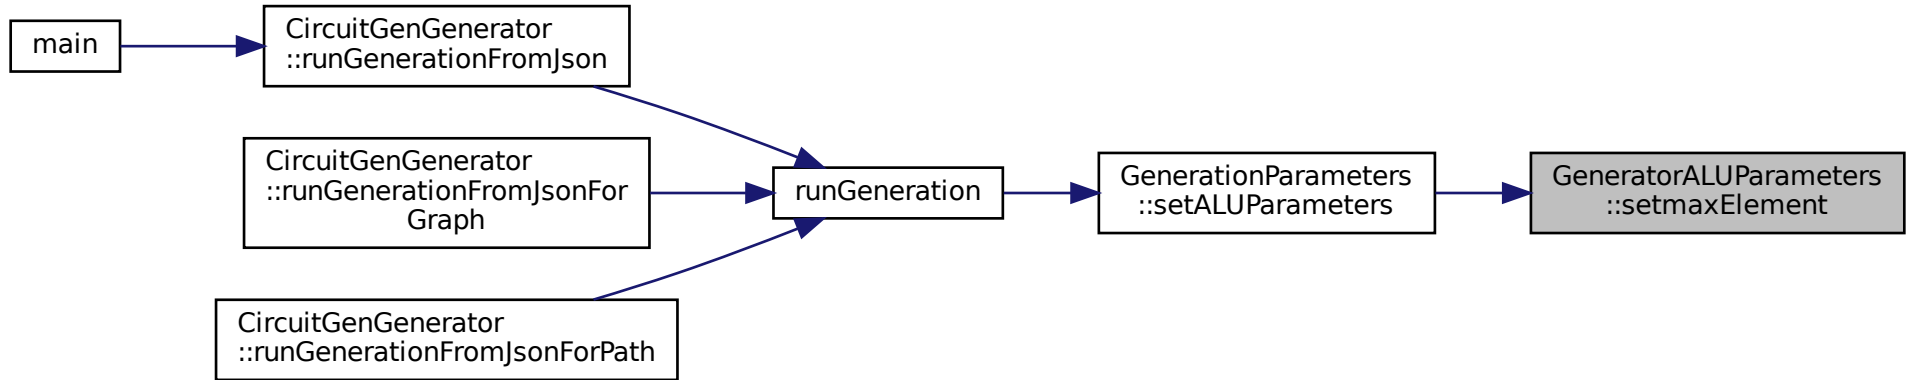 main
CircuitGenGenerator
::runGenerationFromJson
CircuitGenGenerator
::runGenerationFromJsonFor
Graph
CircuitGenGenerator
::runGenerationFromJsonForPath
runGeneration
GenerationParameters
::setALUParameters
GeneratorALUParameters
::setmaxElement